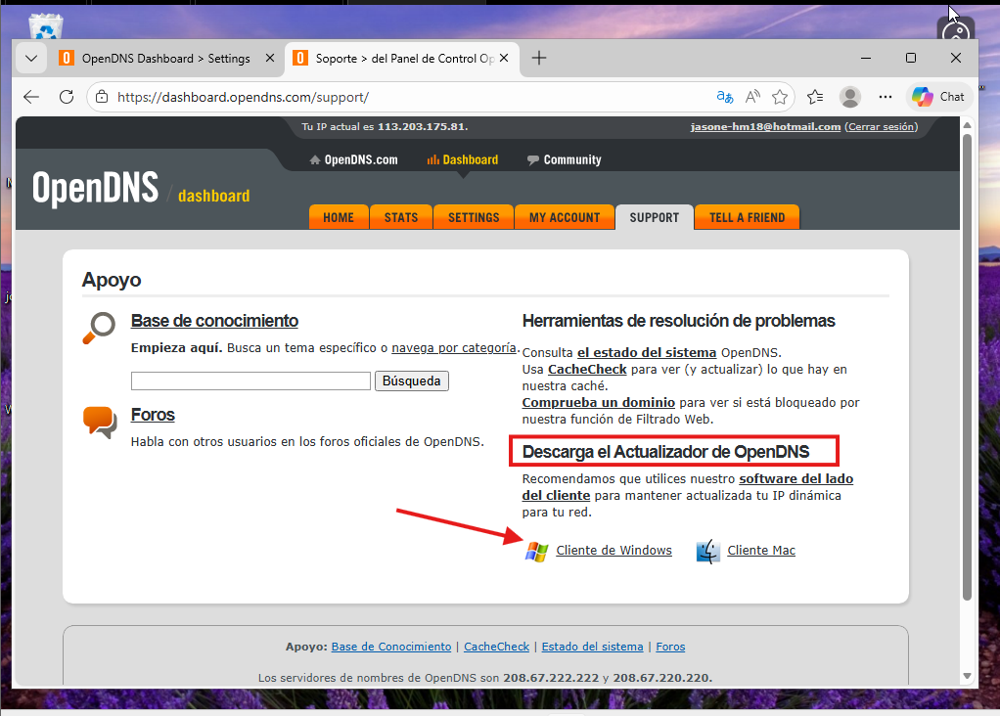 OpenDNS Dashboard > Settings
Soporte > del Panel de Control Op
https://dashboard.opendns.com/support/
Chat
Tu IP actual es 113.203.175.81.
jasone-hm18@hotmail.com (Cerrar sesión)
OpenDNS.com
Dashboard
Community
OpenDNS / dashboard
HOME
STATS
SETTINGS
MY ACCOUNT
SUPPORT
TELL A FRIEND
Apoyo
Base de conocimiento
Empieza aquí. Busca un tema específico o navega por categoría.
Búsqueda
Foros
Habla con otros usuarios en los foros oficiales de OpenDNS.
Herramientas de resolución de problemas
Consulta el estado del sistema OpenDNS.
Usa CacheCheck para ver (y actualizar) lo que hay en
nuestra caché.
Comprueba un dominio para ver si está bloqueado por
nuestra función de Filtrado Web.
Descarga el Actualizador de OpenDNS
Recomendamos que utilices nuestro software del lado
del cliente para mantener actualizada tu IP dinámica
para tu red.
Cliente de Windows
Cliente Mac
Apoyo: Base de Conocimiento | CacheCheck | Estado del sistema | Foros
Los servidores de nombres de OpenDNS son 208.67.222.222 y 208.67.220.220.